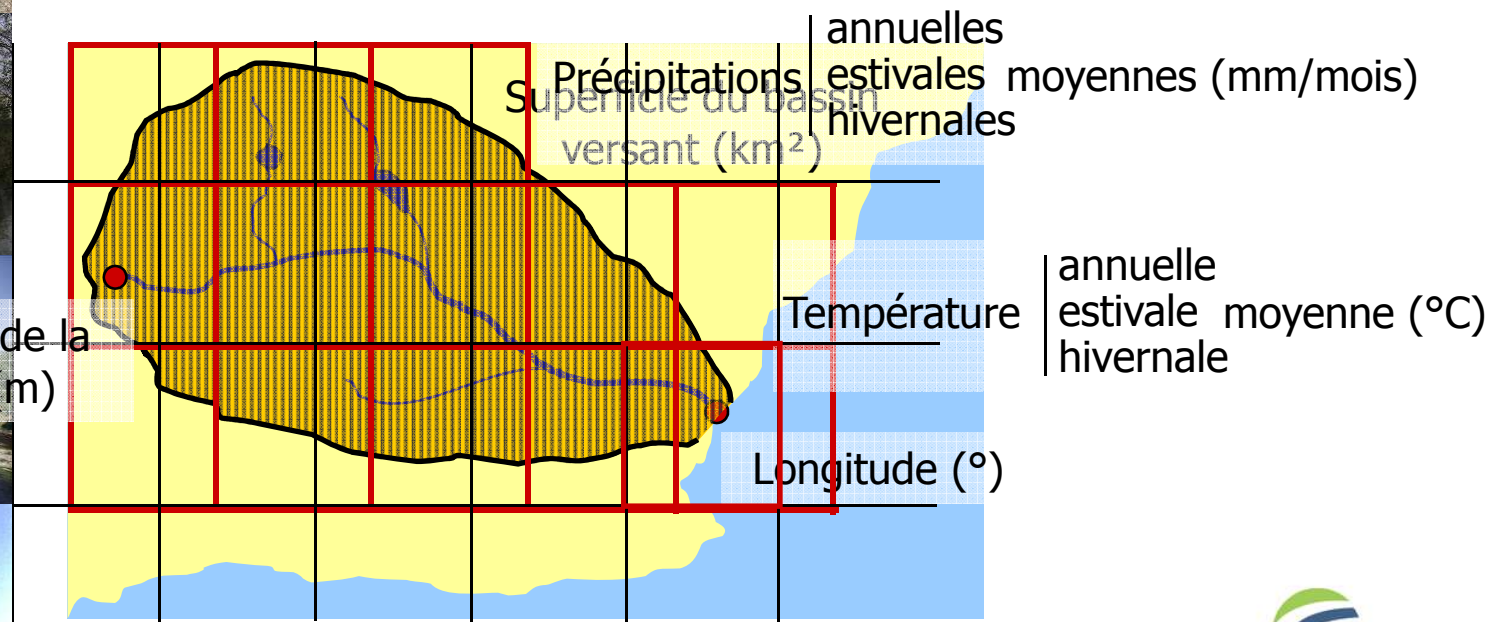 annuelles
Précipitations estivales moyennes (mm/mois)
hivernales
Superficie du bassin
versant (km²)
annuelle
Température estivale moyenne (°C)
hivernale
de la
m)
Longitude (°)